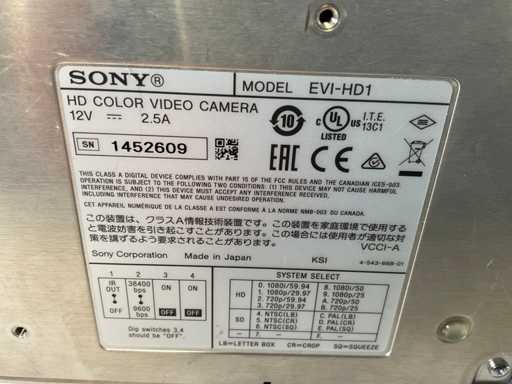 SONY®
MODEL EVI-HD1
HD COLOR VIDEO CAMERA
12V ⎓ 2.5A
10
C UL US LISTED
I.T.E. 13C1
SN 1452609
EAC CE
THIS CLASS A DIGITAL DEVICE COMPLIES WITH PART 15 OF THE FCC RULES AND THE CANADIAN ICES-003.
OPERATION IS SUBJECT TO THE FOLLOWING TWO CONDITIONS: (1) THIS DEVICE MAY NOT CAUSE HARMFUL
INTERFERENCE, AND (2) THIS DEVICE MUST ACCEPT ANY INTERFERENCE RECEIVED, INCLUDING
INTERFERENCE THAT MAY CAUSE UNDESIRED OPERATION.
CET APPAREIL NUMÉRIQUE DE LA CLASSE A EST CONFORME A LA NORME NMB-003 DU CANADA.
この装置は、クラスA情報技術装置です。この装置を家庭環境で使用する
と電波妨害を引き起こすことがあります。この場合には使用者が適切な対
策を講ずるよう要求されることがあります。
VCCI-A
Sony Corporation Made in Japan KSI 4-543-888-01
1 2 3 4
IR OUT 38400 bps ON ON
OFF 9600 bps OFF OFF
Dip switches 3,4
should be "OFF".
SYSTEM SELECT
HD
0. 1080i/59.94 8. 1080i/50
1. 1080p/29.97 9. 1080p/25
2. 720p/59.94 A. 720p/50
3. 720p/29.97 B. 720p/25
SD
4. NTSC(LB) C. PAL(LB)
5. NTSC(CR) D. PAL(CR)
6. NTSC(SQ) E. PAL(SQ)
LB=LETTER BOX CR=CROP SQ=SQUEEZE